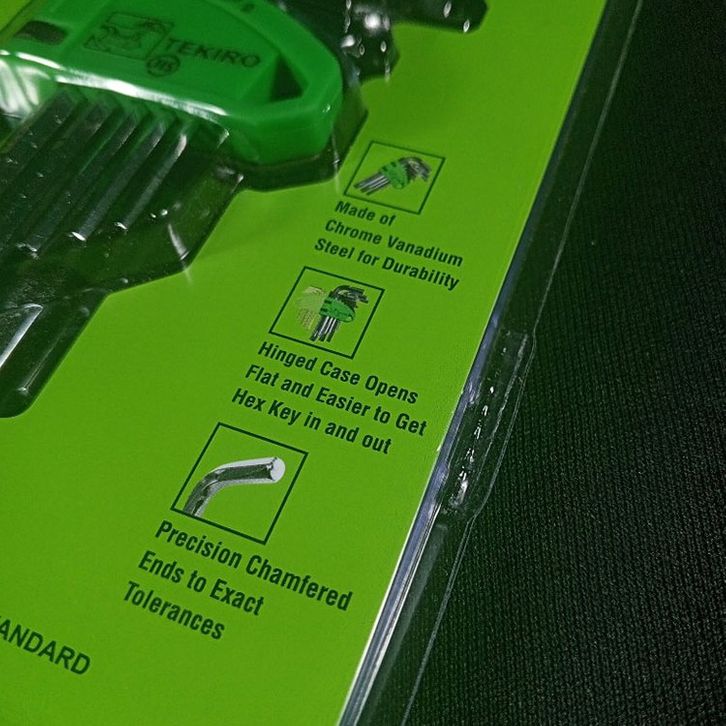 TEKIRO
®
Made of
Chrome Vanadium
Steel for Durability
Hinged Case Opens
Flat and Easier to Get
Hex Key in and out
Precision Chamfered
Ends to Exact
Tolerances
ANDARD